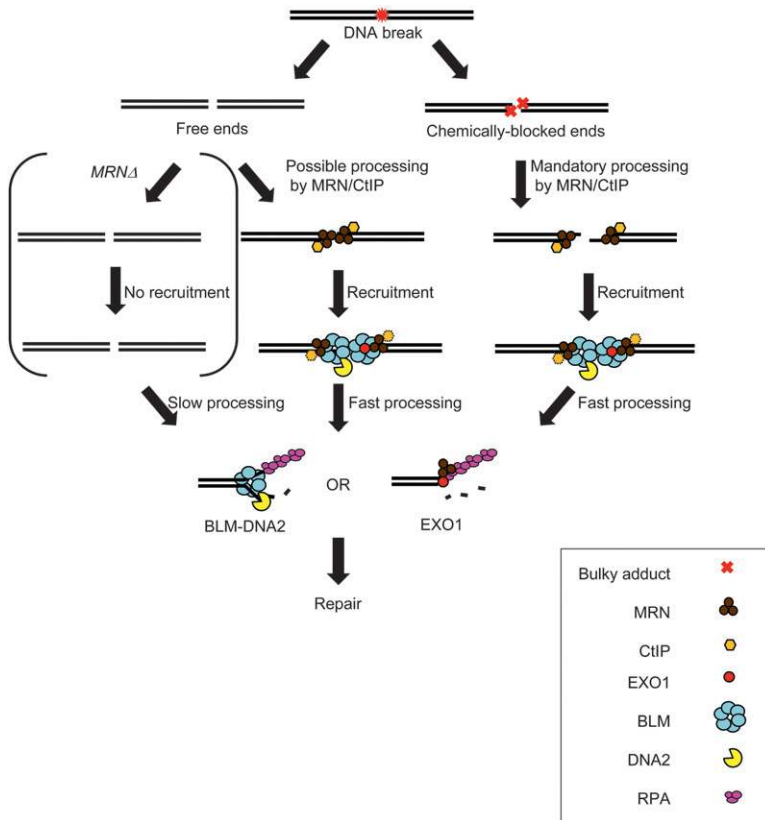 DNA break
Free ends
Chemically-blocked ends
MRNΔ
Possible processing
by MRN/CtIP
Mandatory processing
by MRN/CtIP
No recruitment
Recruitment
Recruitment
Slow processing
Fast processing
Fast processing
OR
BLM-DNA2
EXO1
Repair
Bulky adduct
MRN
CtIP
EXO1
BLM
DNA2
RPA